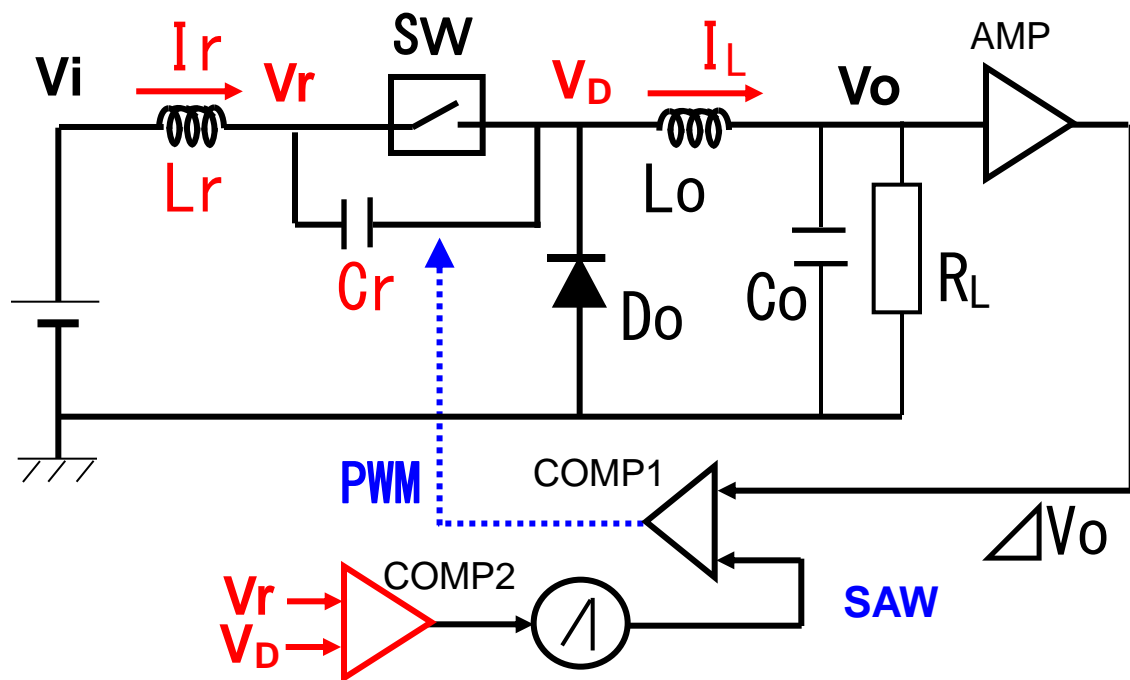 Ir
SW
AMP
Vi
Vr
VD
IL
Vo
Lr
Lo
Cr
Do
Co
RL
PWM
COMP1
⊿Vo
COMP2
SAW
Vr
VD